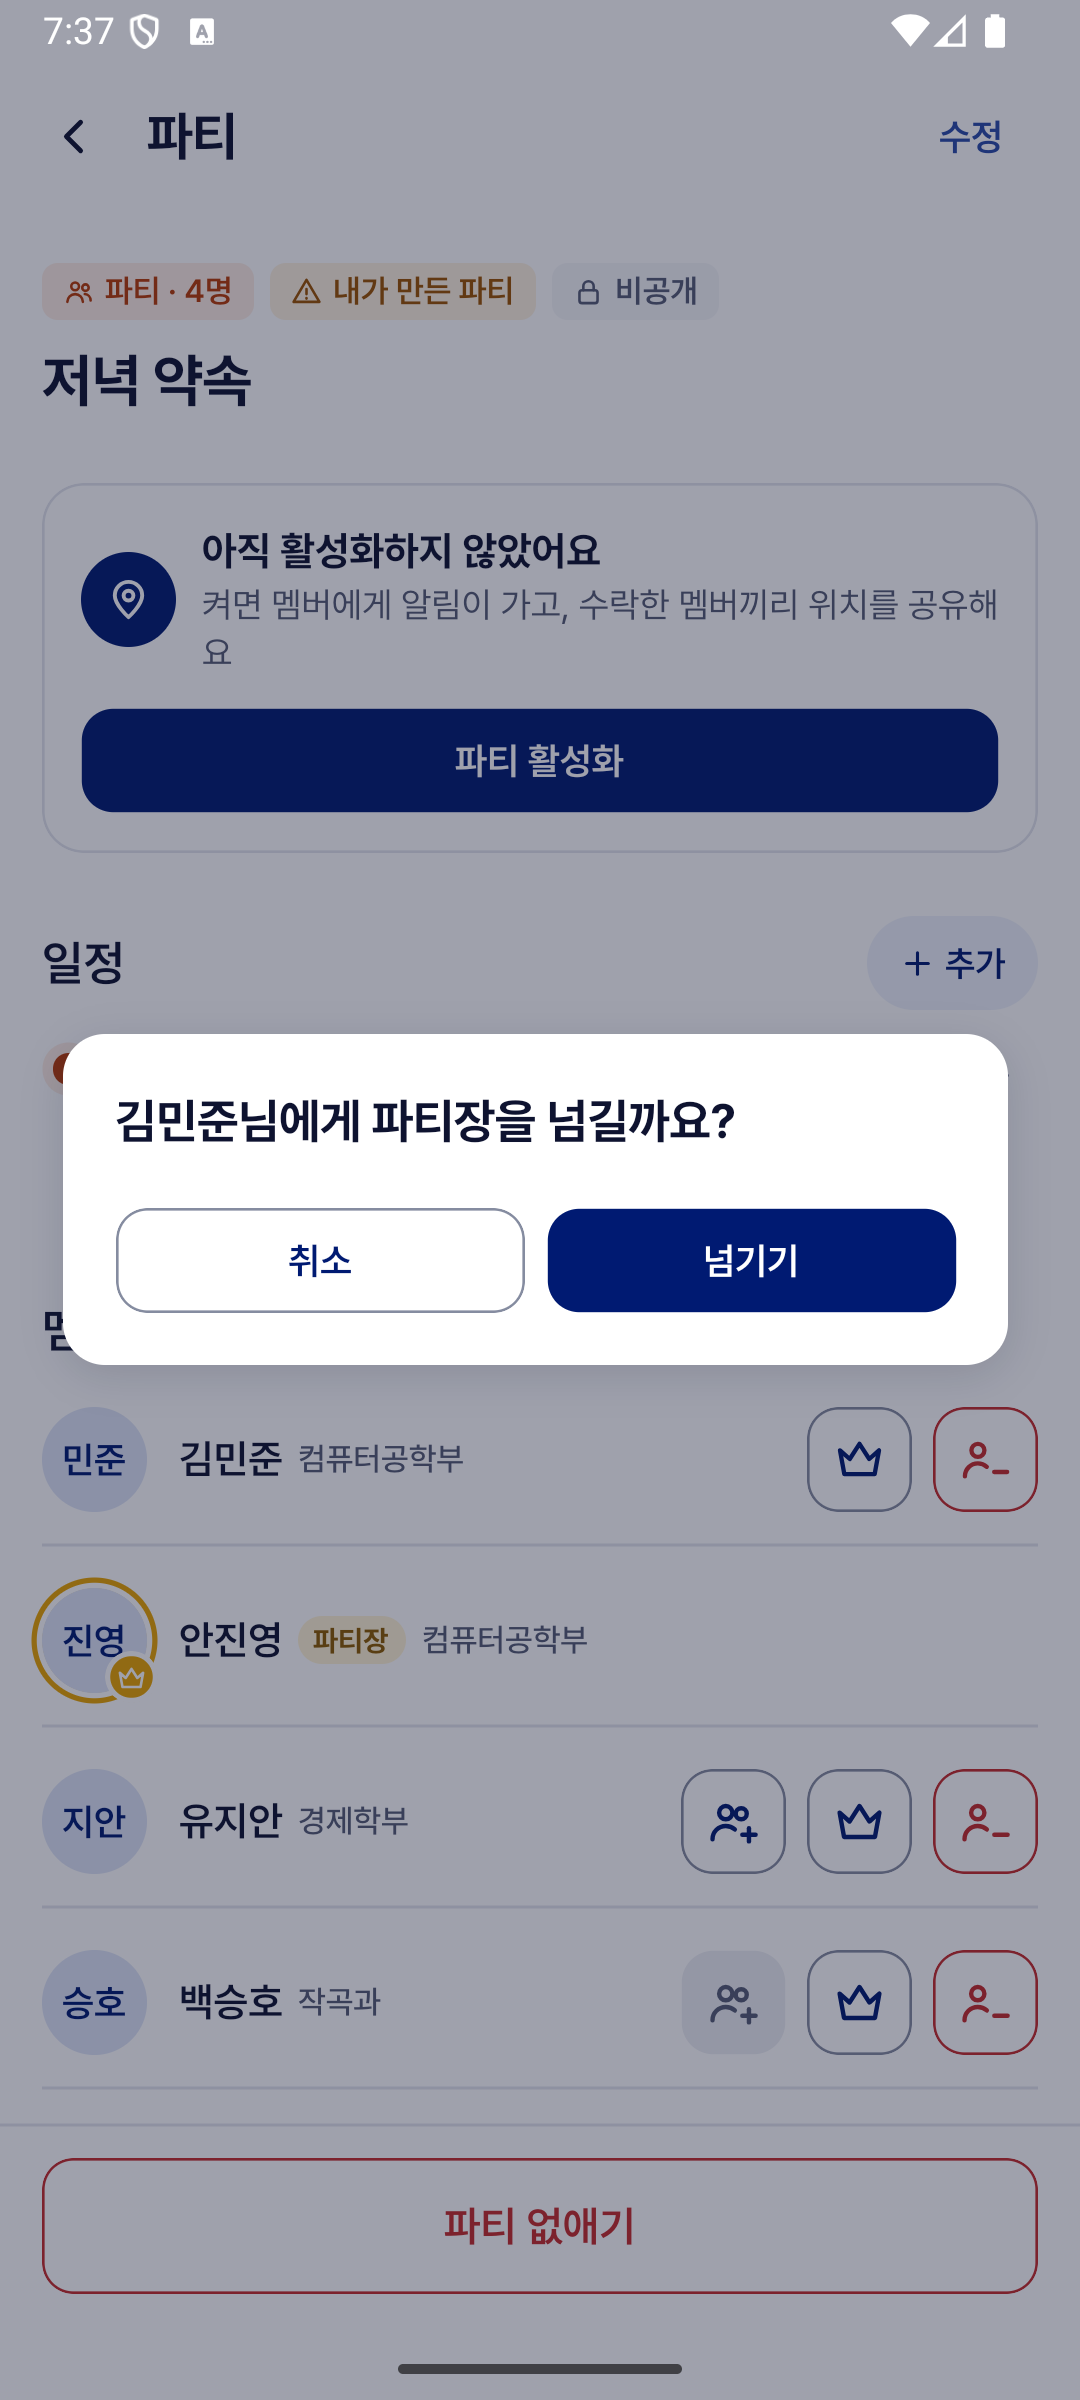 7:37
파티
수정
파티 · 4명
내가 만든 파티
비공개
저녁 약속
아직 활성화하지 않았어요
켜면 멤버에게 알림이 가고, 수락한 멤버끼리 위치를 공유해
요
파티 활성화
일정
추가
김민준님에게 파티장을 넘길까요?
취소
넘기기
민준
김민준 컴퓨터공학부
진영
안진영 파티장 컴퓨터공학부
지안
유지안 경제학부
승호
백승호 작곡과
파티 없애기